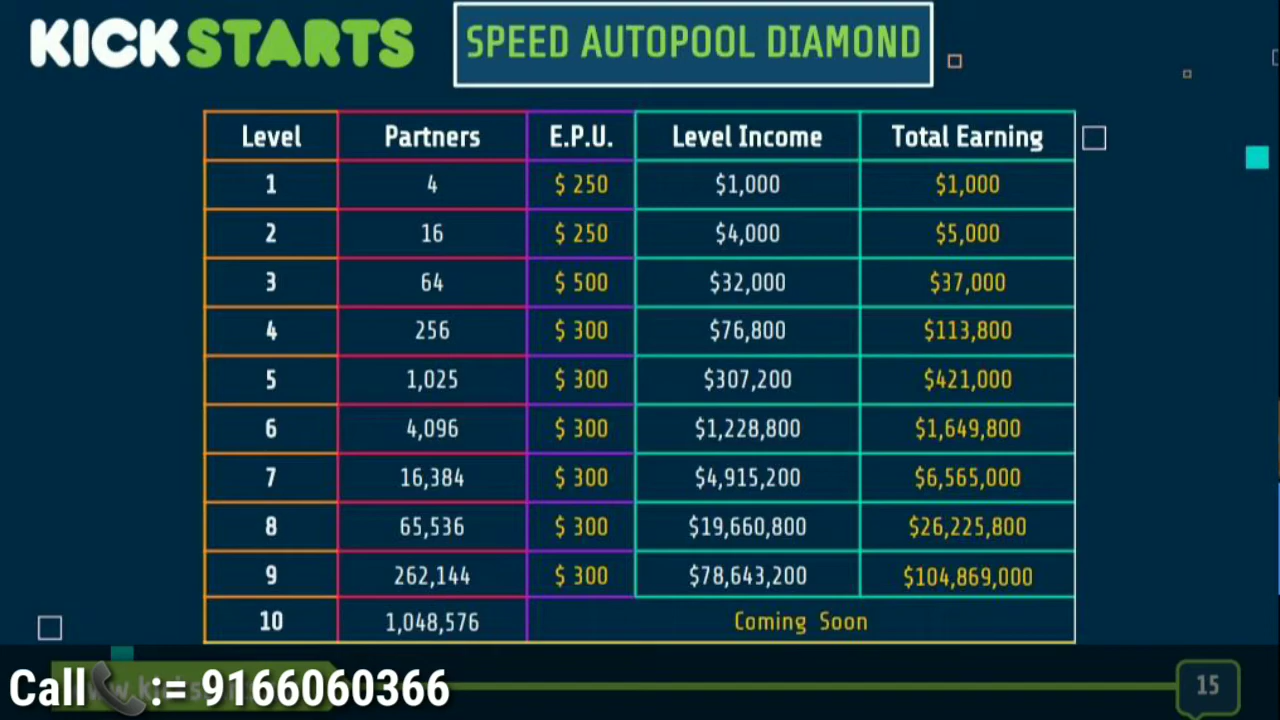 KICKSTARTS
SPEED AUTOPOOL DIAMOND
Level Partners E.P.U. Level Income Total Earning
1 4 $ 250 $1,000 $1,000
2 16 $ 250 $4,000 $5,000
3 64 $ 500 $32,000 $37,000
4 256 $ 300 $76,800 $113,800
5 1,025 $ 300 $307,200 $421,000
6 4,096 $ 300 $1,228,800 $1,649,800
7 16,384 $ 300 $4,915,200 $6,565,000
8 65,536 $ 300 $19,660,800 $26,225,800
9 262,144 $ 300 $78,643,200 $104,869,000
10 1,048,576 Coming Soon
Call := 9166060366
15